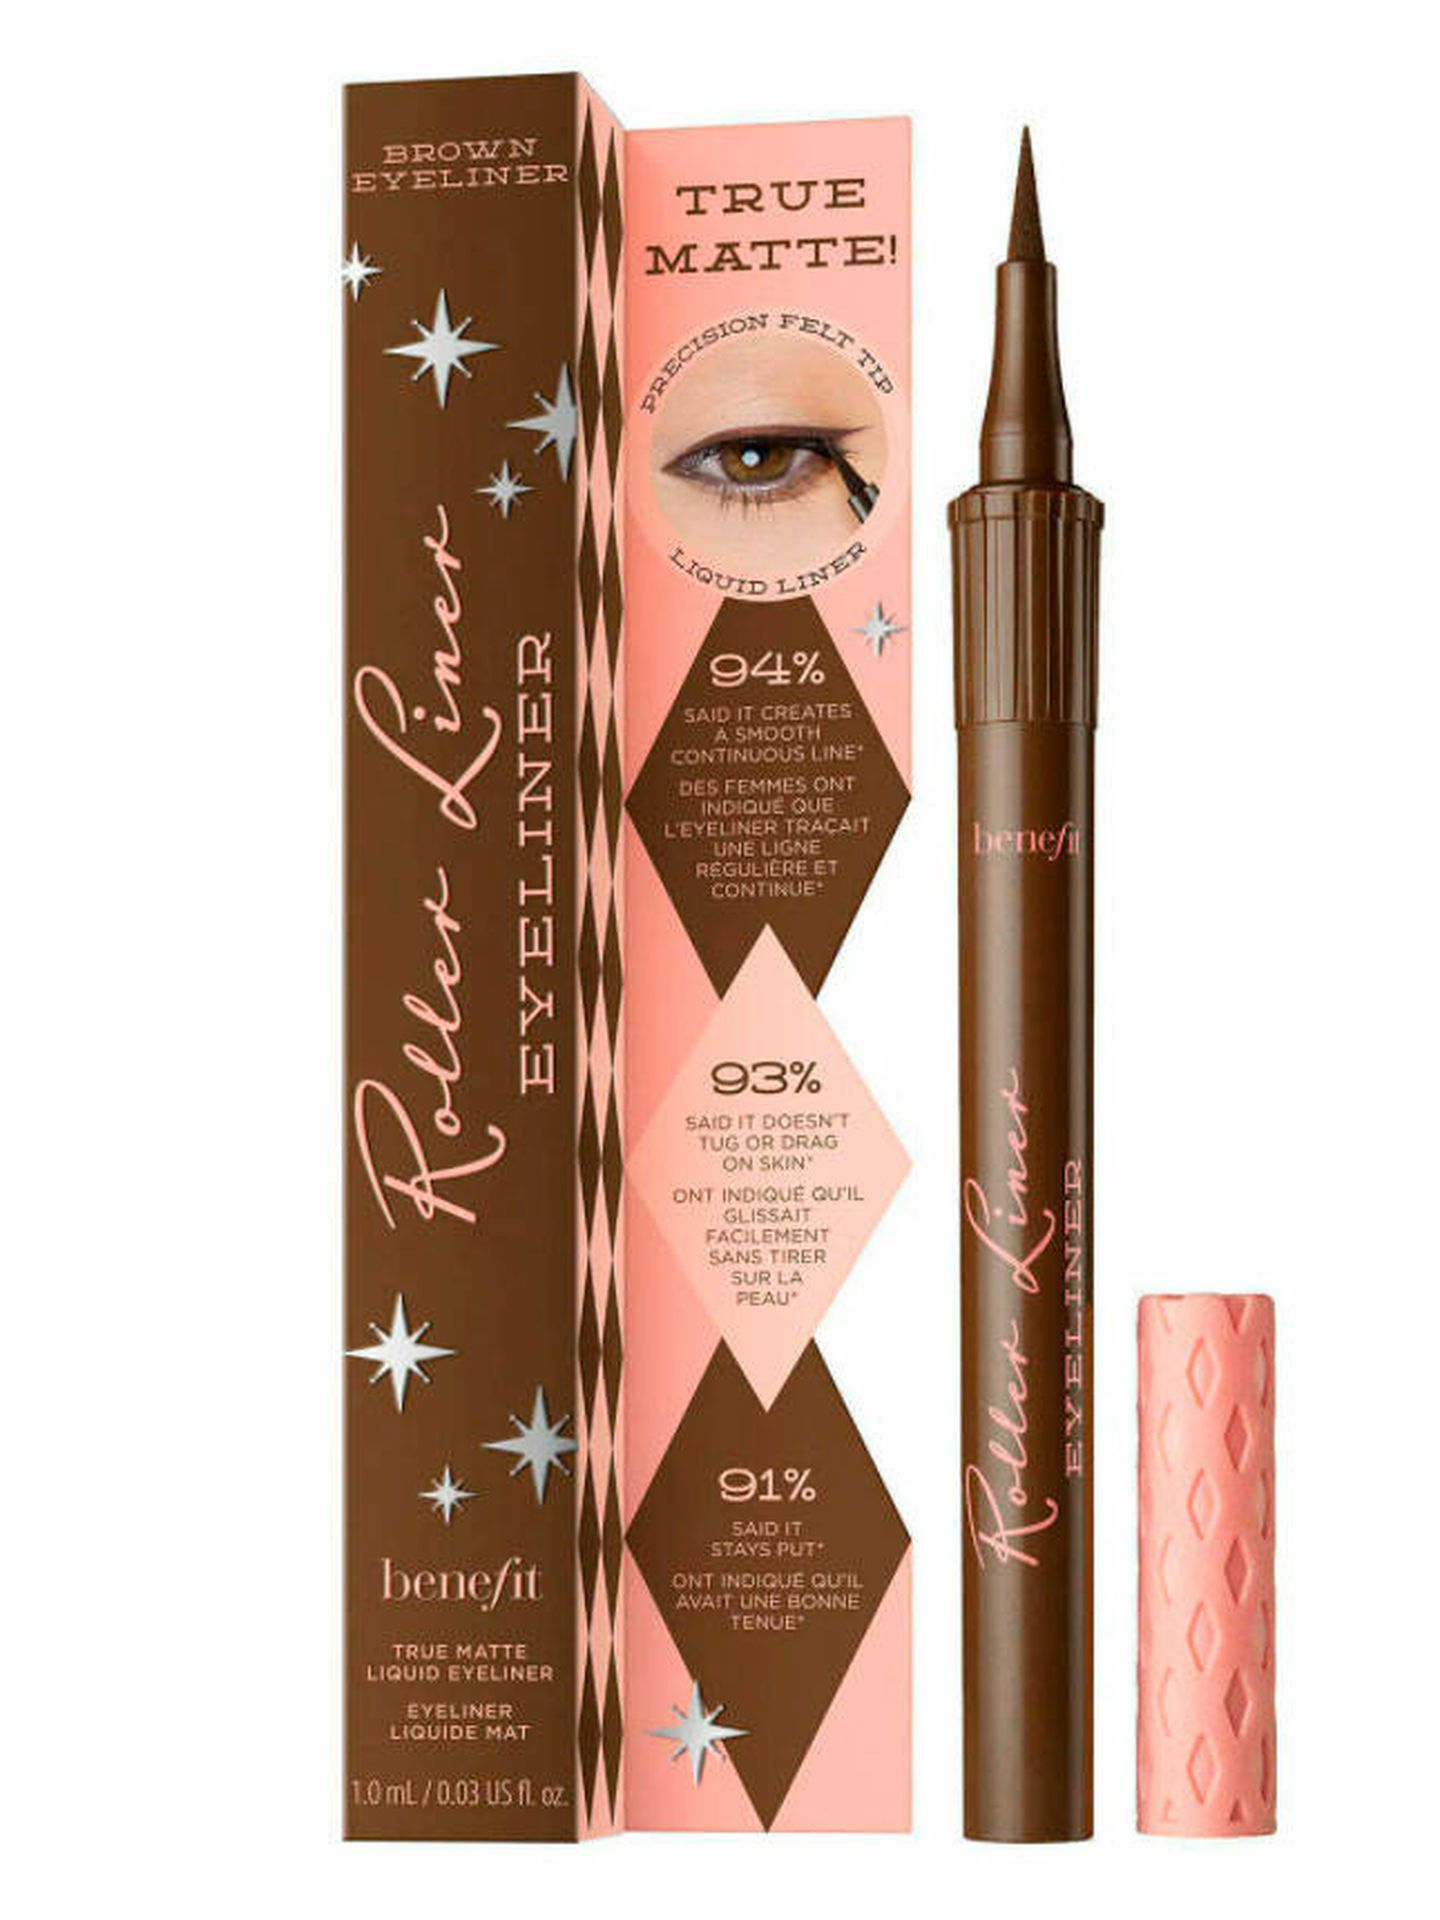 BROWN
EYELINER
Roller Liner
EYELINER
benefit
TRUE MATTE
LIQUID EYELINER
EYELINER
LIQUIDE MAT
1.0 mL / 0.03 US fl. oz.
TRUE
MATTE!
PRECISION FELT TIP
LIQUID LINER
94%
SAID IT CREATES
A SMOOTH
CONTINUOUS LINE*
DES FEMMES ONT
INDIQUÉ QUE
L'EYELINER TRAÇAIT
UNE LIGNE
RÉGULIÈRE ET
CONTINUE*
93%
SAID IT DOESN'T
TUG OR DRAG
ON SKIN*
ONT INDIQUÉ QU'IL
GLISSAIT
FACILEMENT
SANS TIRER
SUR LA
PEAU*
91%
SAID IT
STAYS PUT*
ONT INDIQUÉ QU'IL
AVAIT UNE BONNE
TENUE*
benefit
Roller Liner
EYELINER